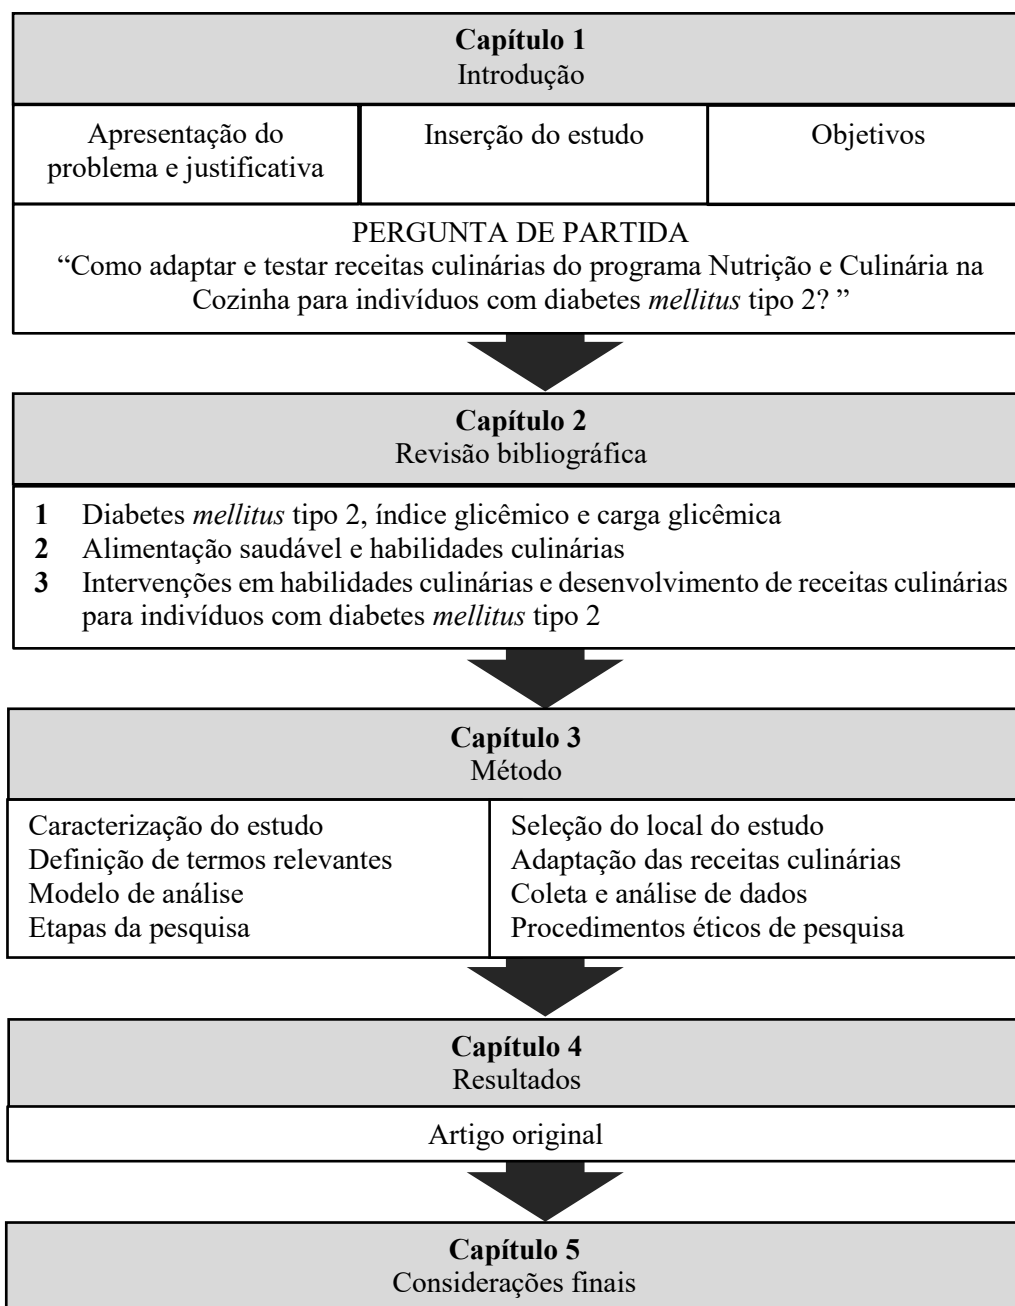 Capítulo 1
Introdução
Apresentação do
problema e justificativa
Inserção do estudo
Objetivos
PERGUNTA DE PARTIDA
“Como adaptar e testar receitas culinárias do programa Nutrição e Culinária na
Cozinha para indivíduos com diabetes mellitus tipo 2? ”
Capítulo 2
Revisão bibliográfica
1 Diabetes mellitus tipo 2, índice glicêmico e carga glicêmica
2 Alimentação saudável e habilidades culinárias
3 Intervenções em habilidades culinárias e desenvolvimento de receitas culinárias
para indivíduos com diabetes mellitus tipo 2
Capítulo 3
Método
Caracterização do estudo
Definição de termos relevantes
Modelo de análise
Etapas da pesquisa
Seleção do local do estudo
Adaptação das receitas culinárias
Coleta e análise de dados
Procedimentos éticos de pesquisa
Capítulo 4
Resultados
Artigo original
Capítulo 5
Considerações finais